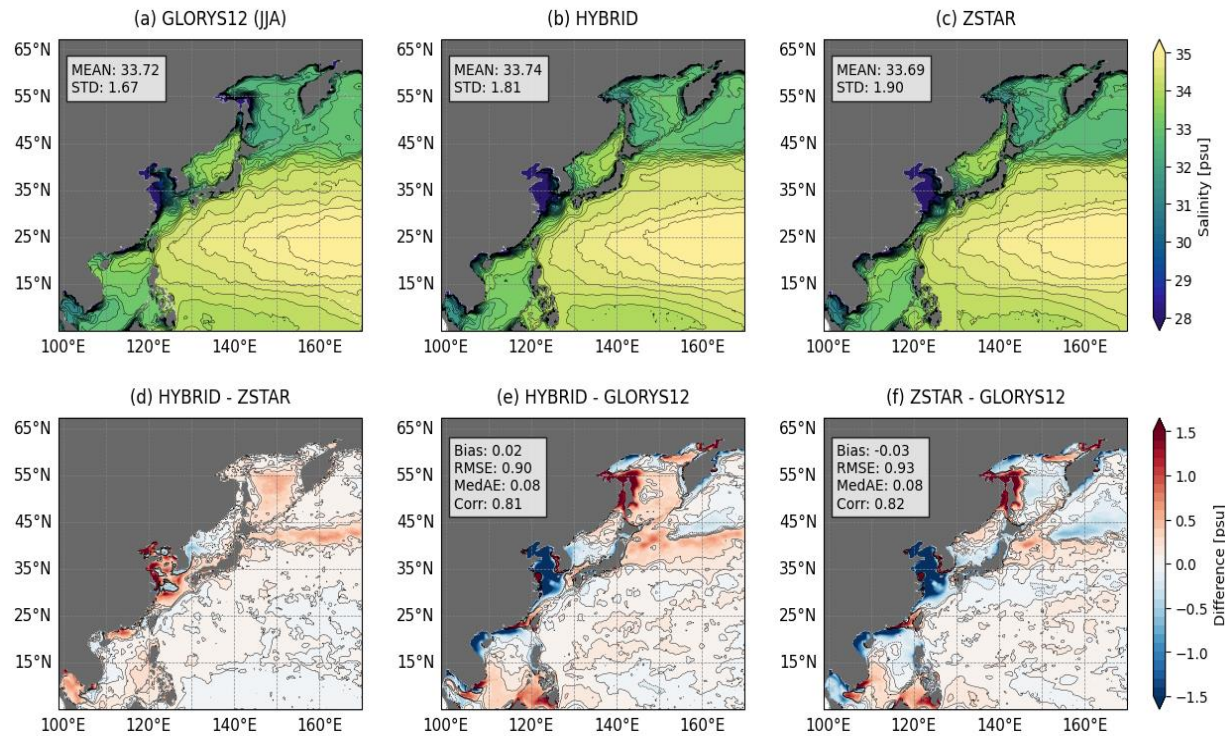 (a) GLORYS12 (JJA)
(b) HYBRID
(c) ZSTAR
65°N
55°N
45°N
35°N
25°N
15°N
MEAN: 33.72
STD: 1.67
100°E 120°E 140°E 160°E
65°N
55°N
45°N
35°N
25°N
15°N
MEAN: 33.74
STD: 1.81
100°E 120°E 140°E 160°E
65°N
55°N
45°N
35°N
25°N
15°N
MEAN: 33.69
STD: 1.90
100°E 120°E 140°E 160°E
35
34
33
32
31
30
29
28
Salinity [psu]
(d) HYBRID - ZSTAR
(e) HYBRID - GLORYS12
(f) ZSTAR - GLORYS12
65°N
55°N
45°N
35°N
25°N
15°N
100°E 120°E 140°E 160°E
65°N
55°N
45°N
35°N
25°N
15°N
Bias: 0.02
RMSE: 0.90
MedAE: 0.08
Corr: 0.81
100°E 120°E 140°E 160°E
65°N
55°N
45°N
35°N
25°N
15°N
Bias: -0.03
RMSE: 0.93
MedAE: 0.08
Corr: 0.82
100°E 120°E 140°E 160°E
1.5
1.0
0.5
0.0
−0.5
−1.0
−1.5
Difference [psu]